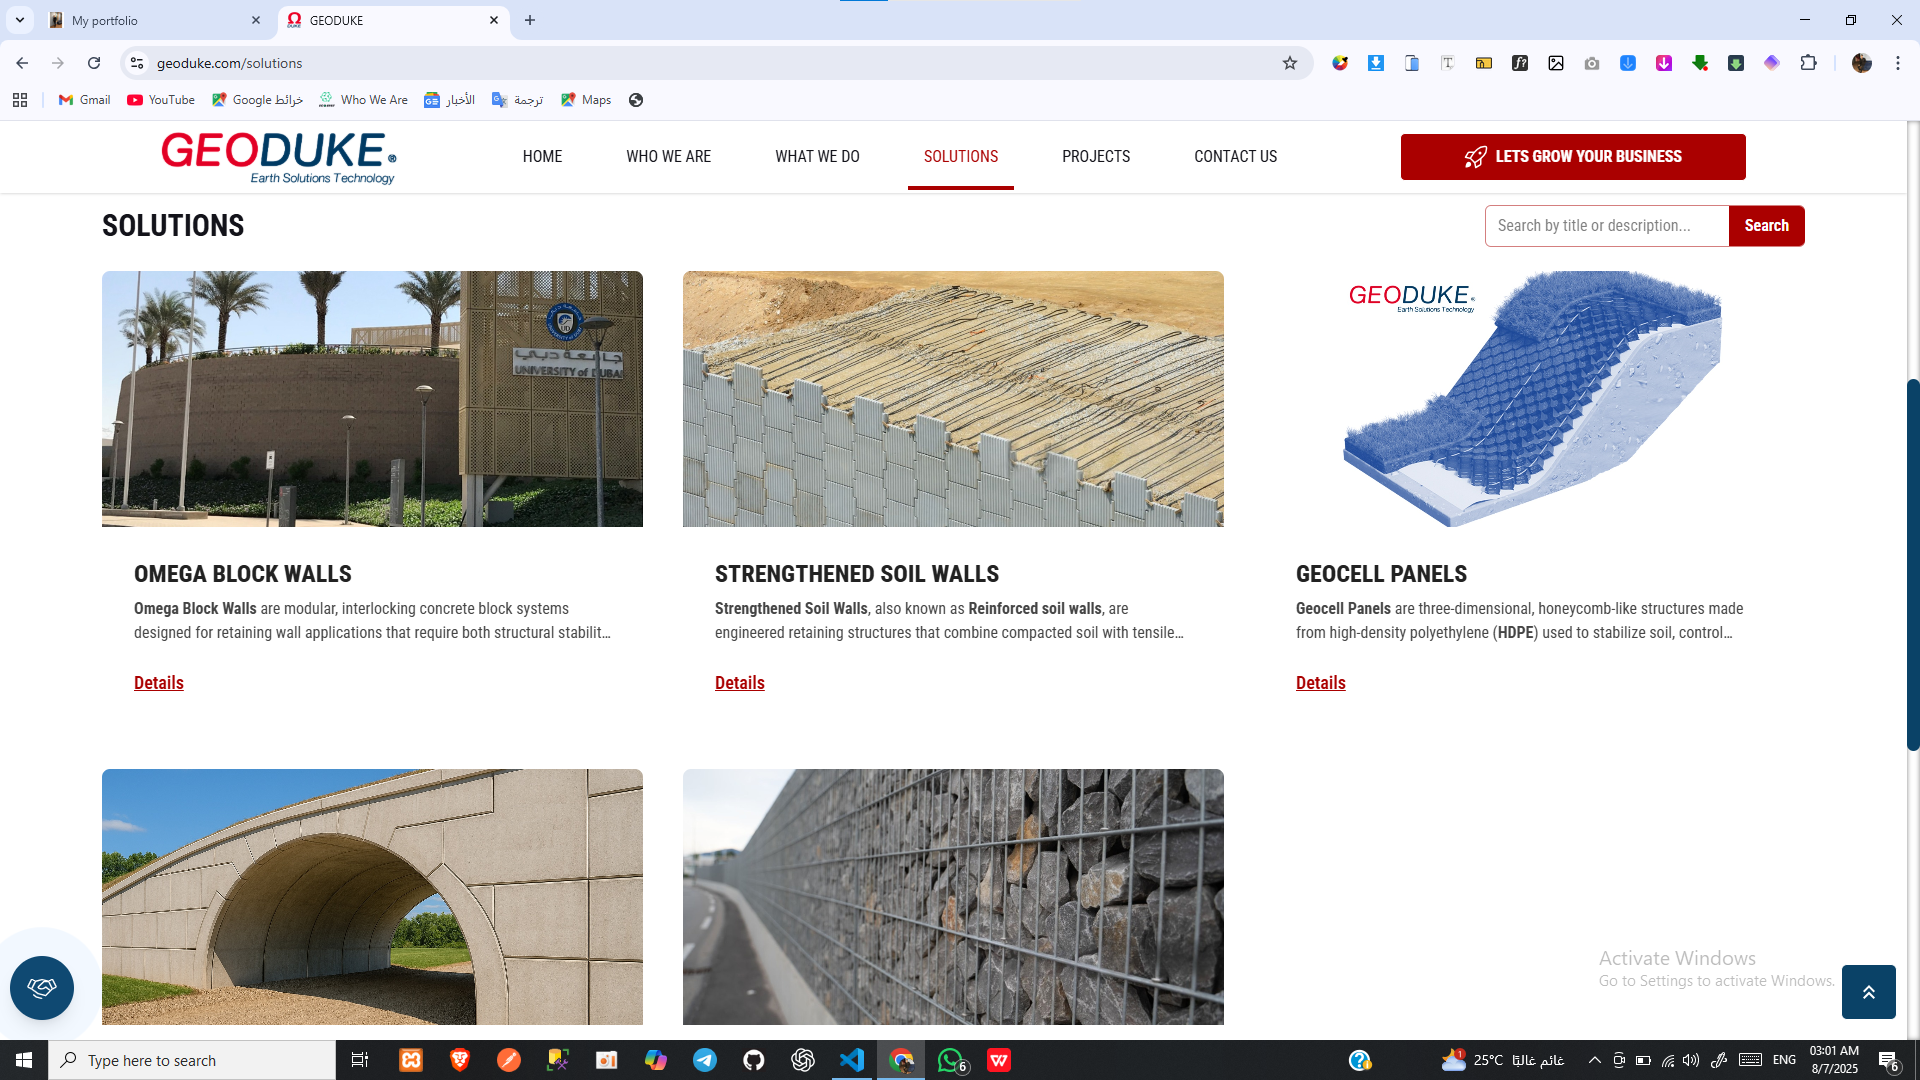 My portfolio
GEODUKE
geoduke.com/solutions
Gmail
YouTube
خرائط Google
Who We Are
الأخبار
ترجمة
Maps
GEODUKE®
Earth Solutions Technology
HOME
WHO WE ARE
WHAT WE DO
SOLUTIONS
PROJECTS
CONTACT US
LETS GROW YOUR BUSINESS
SOLUTIONS
Search by title or description...
Search
UD
جامعة دبي
UNIVERSITY of DUBAI
GEODUKE®
Earth Solutions Technology
OMEGA BLOCK WALLS
Omega Block Walls are modular, interlocking concrete block systems
designed for retaining wall applications that require both structural stabilit...
Details
STRENGTHENED SOIL WALLS
Strengthened Soil Walls, also known as Reinforced soil walls, are
engineered retaining structures that combine compacted soil with tensile...
Details
GEOCELL PANELS
Geocell Panels are three-dimensional, honeycomb-like structures made
from high-density polyethylene (HDPE) used to stabilize soil, control...
Details
Activate Windows
Go to Settings to activate Windows.
Type here to search
6
1
25°C
غائم غالبًا
ENG
03:01 AM
8/7/2025
6